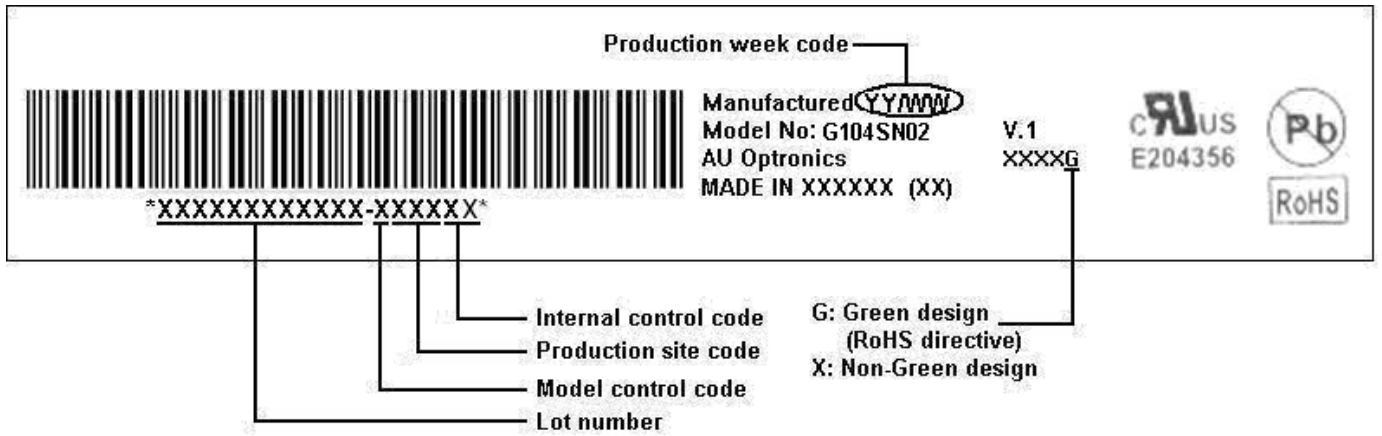 Production week code
Manufactured YY/WW
Model No: G104SN02 V.1
AU Optronics XXXXG
MADE IN XXXXXX (XX)
*XXXXXXXXXXXX-XXXXXX*
C UR US
E204356
Pb
RoHS
Internal control code
Production site code
Model control code
Lot number
G: Green design
(RoHS directive)
X: Non-Green design